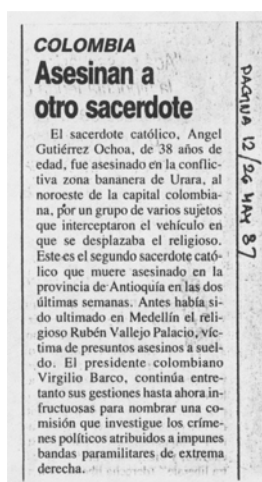 COLOMBIA
Asesinan a
otro sacerdote
El sacerdote católico, Angel
Gutiérrez Ochoa, de 38 años de
edad, fue asesinado en la conflic-
tiva zona bananera de Urara, al
noroeste de la capital colombia-
na, por un grupo de varios sujetos
que interceptaron el vehículo en
que se desplazaba el religioso.
Este es el segundo sacerdote cató-
lico que muere asesinado en la
provincia de Antioquía en las dos
últimas semanas. Antes había si-
do ultimado en Medellín el reli-
gioso Rubén Vallejo Palacio, víc-
tima de presuntos asesinos a suel-
do. El presidente colombiano
Virgilio Barco, continúa entre-
tanto sus gestiones hasta ahora in-
fructuosas para nombrar una co-
misión que investigue los críme-
nes políticos atribuidos a impunes
bandas paramilitares de extrema
derecha.
PAGINA 12/26 MAY 87